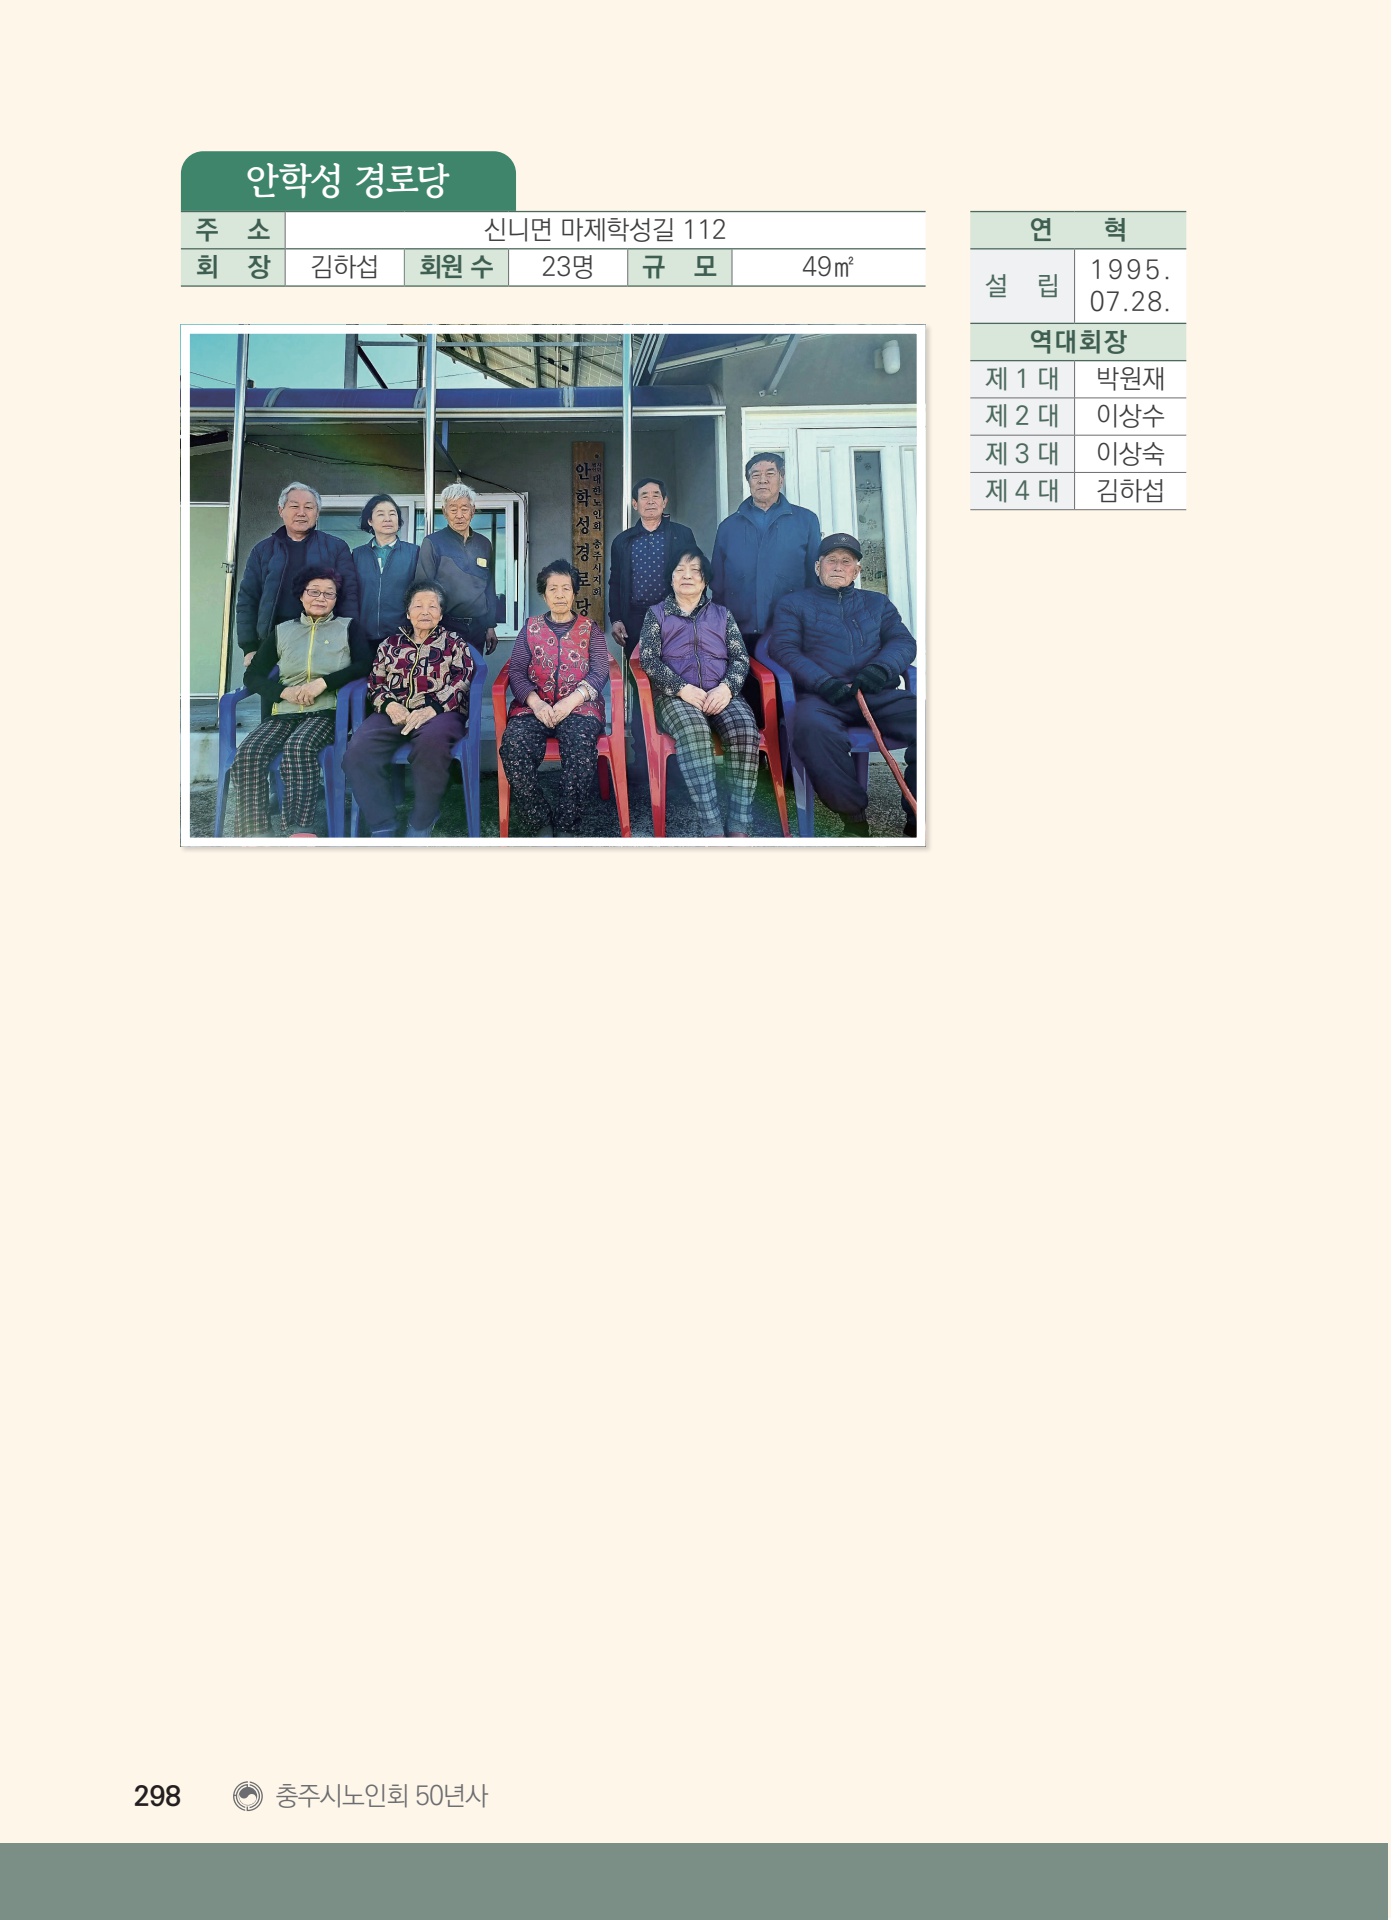 안학성 경로당
주 소 신니면 마제학성길 112
회 장 김하섭 회원 수 23명 규 모 49㎡
연 혁
설 립 1995.
07.28.
역대회장
제 1 대 박원재
제 2 대 이상수
제 3 대 이상숙
제 4 대 김하섭
대한노인회 충주시지회
안학성경로당
298 충주시노인회 50년사